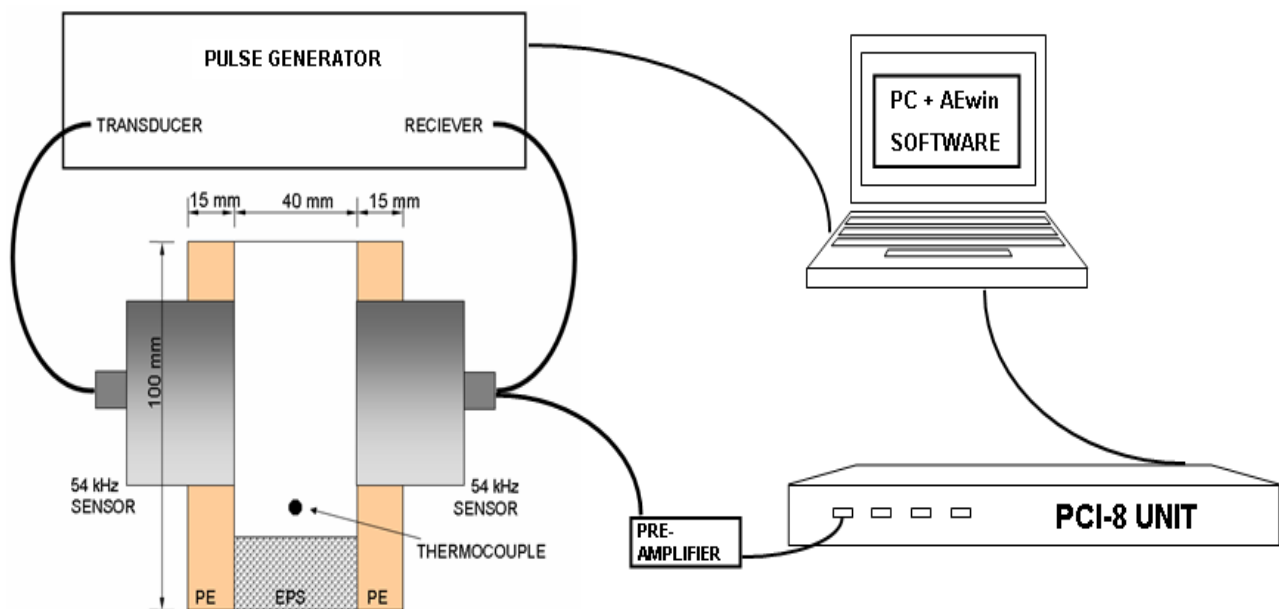 PULSE GENERATOR
TRANSDUCER
RECIEVER
PC + AEwin
SOFTWARE
15 mm
40 mm
15 mm
100 mm
54 kHz
SENSOR
54 kHz
SENSOR
THERMOCOUPLE
PRE-
AMPLIFIER
PCI-8 UNIT
PE
EPS
PE